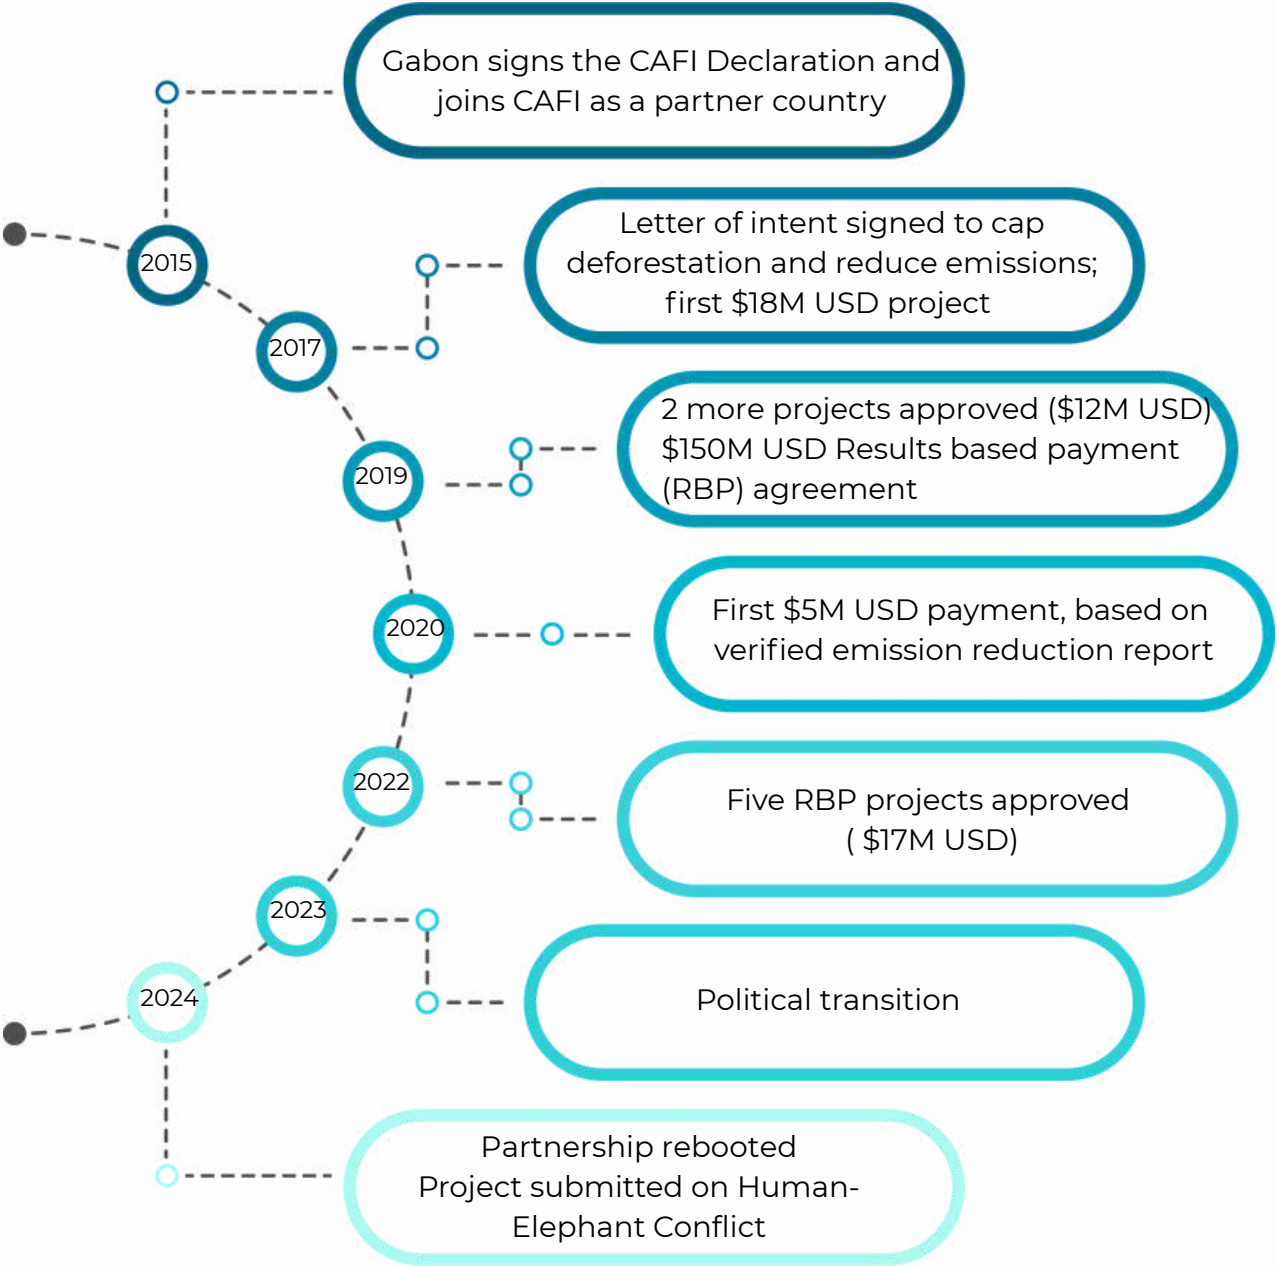 Gabon signs the CAFI Declaration and
joins CAFI as a partner country
2015
Letter of intent signed to cap
deforestation and reduce emissions;
first $18M USD project
2017
2 more projects approved ($12M USD)
$150M USD Results based payment
(RBP) agreement
2019
First $5M USD payment, based on
verified emission reduction report
2020
Five RBP projects approved
( $17M USD)
2022
Political transition
2023
Partnership rebooted
Project submitted on Human-
Elephant Conflict
2024